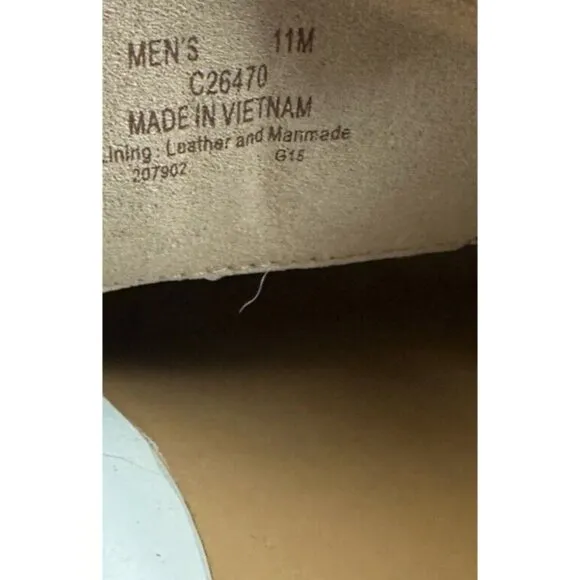 MEN'S 11M
C26470
MADE IN VIETNAM
Lining: Leather and Manmade
207902 G15